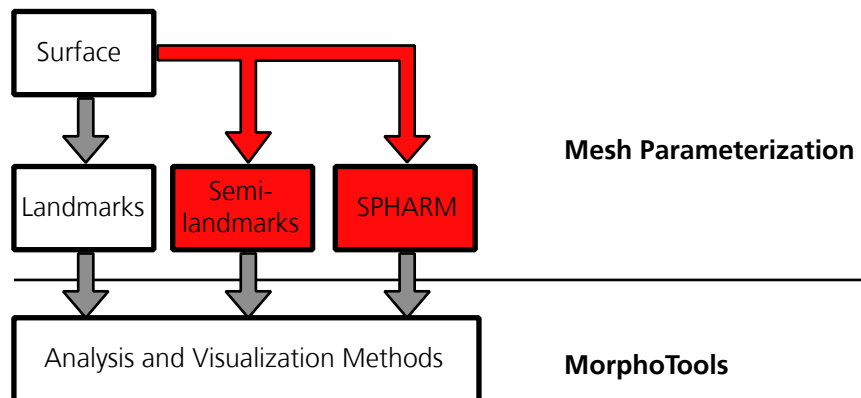 Surface
Mesh Parameterization
Landmarks
Semi-
landmarks
SPHARM
Analysis and Visualization Methods
MorphoTools